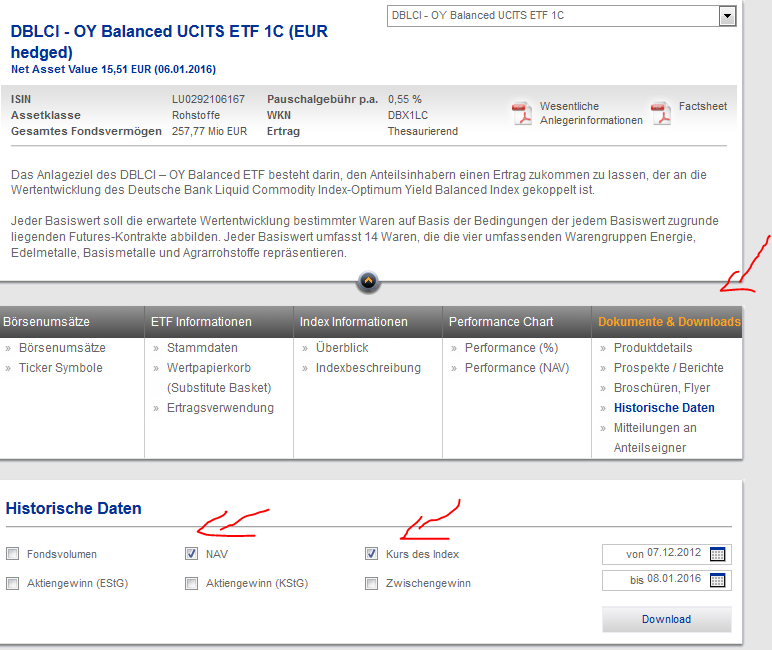 DBLCI - OY Balanced UCITS ETF 1C
DBLCI - OY Balanced UCITS ETF 1C (EUR
hedged)
Net Asset Value 15,51 EUR (06.01.2016)
ISIN LU0292106167 Pauschalgebühr p.a. 0,55 %
Assetklasse Rohstoffe WKN DBX1LC
Gesamtes Fondsvermögen 257,77 Mio EUR Ertrag Thesaurierend
Wesentliche
Anlegerinformationen
Factsheet
Das Anlageziel des DBLCI – OY Balanced ETF besteht darin, den Anteilsinhabern einen Ertrag zukommen zu lassen, der an die
Wertentwicklung des Deutsche Bank Liquid Commodity Index-Optimum Yield Balanced Index gekoppelt ist.
Jeder Basiswert soll die erwartete Wertentwicklung bestimmter Waren auf Basis der Bedingungen der jedem Basiswert zugrunde
liegenden Futures-Kontrakte abbilden. Jeder Basiswert umfasst 14 Waren, die die vier umfassenden Warengruppen Energie,
Edelmetalle, Basismetalle und Agrarrohstoffe repräsentieren.
Börsenumsätze
» Börsenumsätze
» Ticker Symbole
ETF Informationen
» Stammdaten
» Wertpapierkorb
(Substitute Basket)
» Ertragsverwendung
Index Informationen
» Überblick
» Indexbeschreibung
Performance Chart
» Performance (%)
» Performance (NAV)
Dokumente & Downloads
» Produktdetails
» Prospekte / Berichte
» Broschüren, Flyer
» Historische Daten
» Mitteilungen an
Anteilseigner
Historische Daten
Fondsvolumen NAV Kurs des Index von 07.12.2012
Aktiengewinn (EStG) Aktiengewinn (KStG) Zwischengewinn bis 08.01.2016
Download